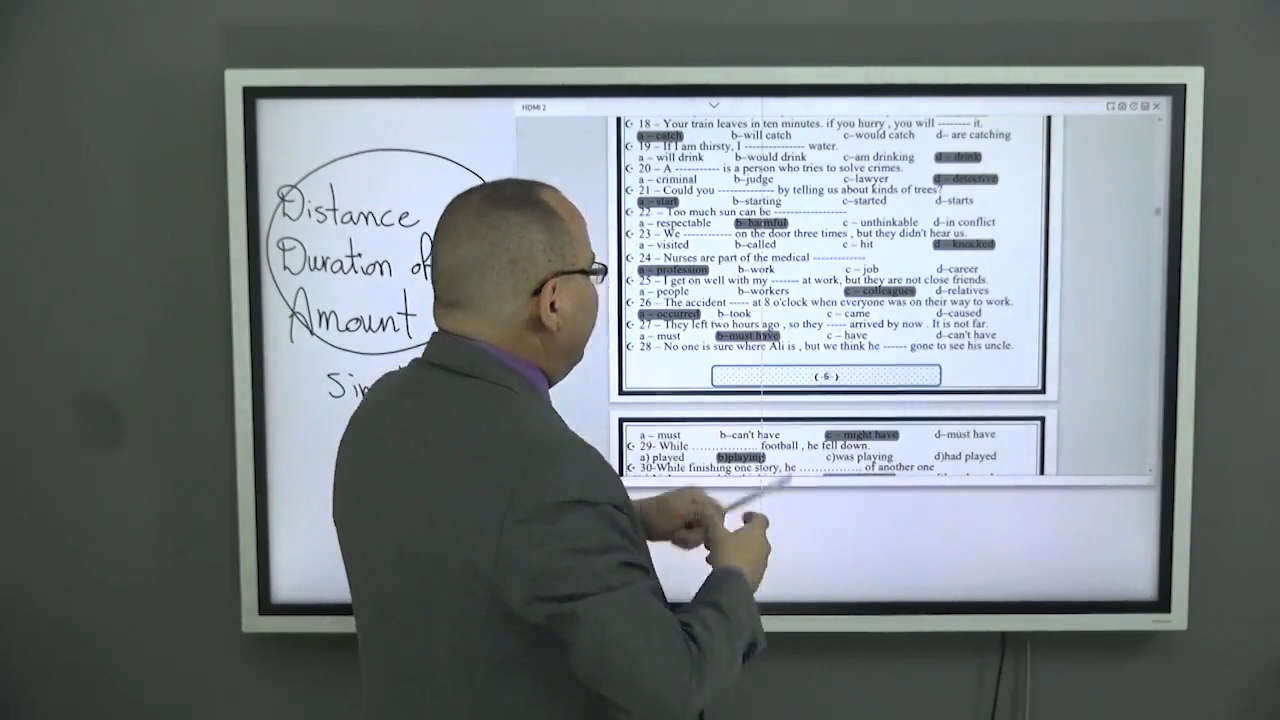 Distance
Duration of
Amount
HDMI 2
18 – Your train leaves in ten minutes. if you hurry , you will -------- it.
a – catch b–will catch c–would catch d– are catching
19 – If I am thirsty, I -------------- water.
a – will drink b–would drink c–am drinking d – drink
20 – A ----------- is a person who tries to solve crimes.
a – criminal b–judge c–lawyer d – detective
21 – Could you ------------- by telling us about kinds of trees?
a – start b–starting c–started d–starts
22 – Too much sun can be -----------------
a – respectable b–harmful c – unthinkable d–in conflict
23 – We ----------- on the door three times , but they didn't hear us.
a – visited b–called c – hit d – knocked
24 – Nurses are part of the medical ------------
a – profession b–work c – job d–career
25 – I get on well with my ------- at work, but they are not close friends.
a – people b–workers c – colleagues d–relatives
26 – The accident ----- at 8 o'clock when everyone was on their way to work.
a – occurred b–took c – came d–caused
27 – They left two hours ago , so they ----- arrived by now . It is not far.
a – must b–must have c – have d–can't have
28 – No one is sure where Ali is , but we think he ------ gone to see his uncle.
( -6- )
a – must b–can't have c – might have d–must have
29- While ................ football , he fell down.
a) played b)playing c)was playing d)had played
30-While finishing one story, he ............... of another one